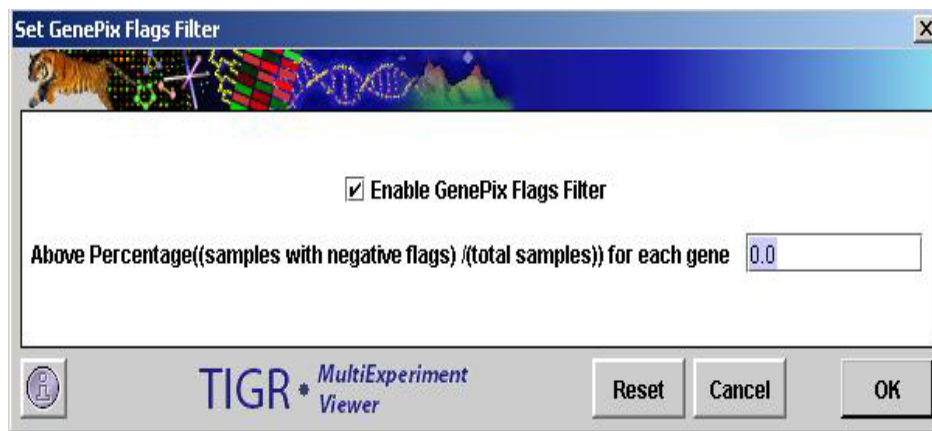 Set GenePix Flags Filter
Enable GenePix Flags Filter
Above Percentage((samples with negative flags) /(total samples)) for each gene 0.0
TIGR MultiExperiment
Viewer
Reset Cancel OK